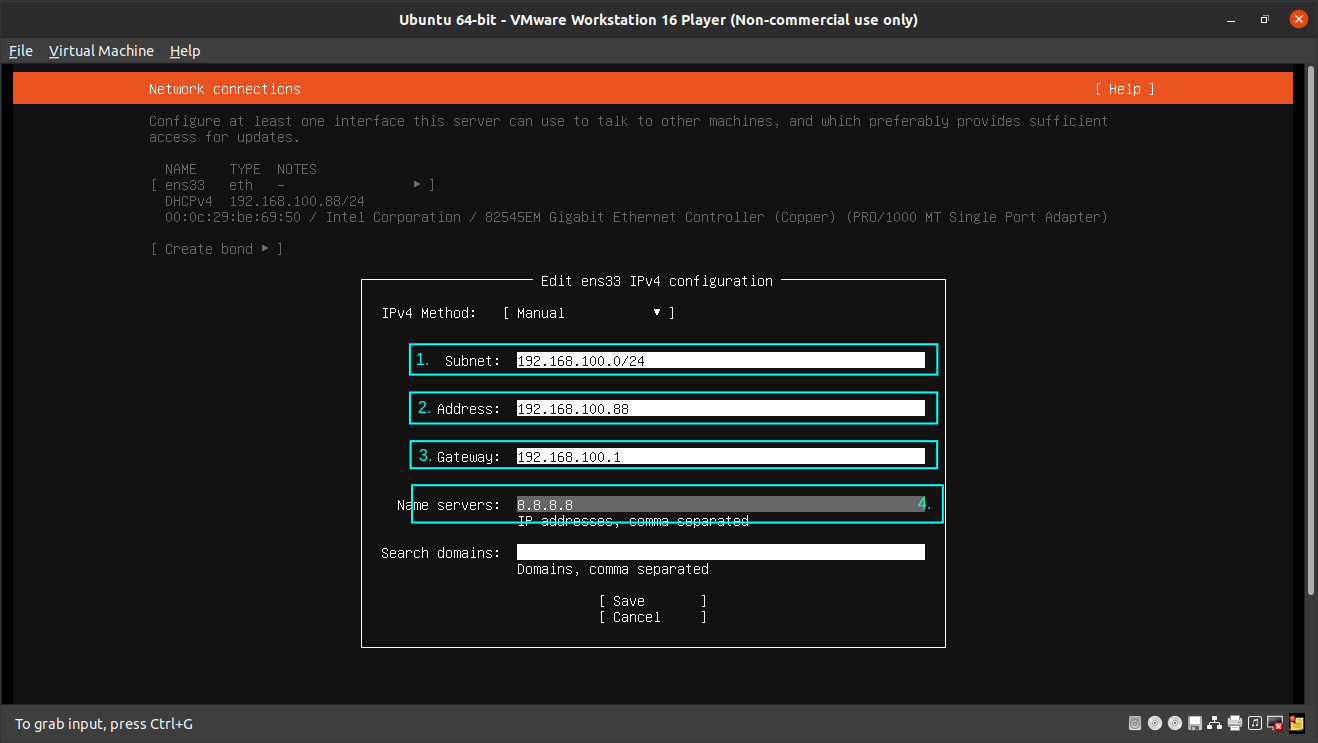 Ubuntu 64-bit - VMware Workstation 16 Player (Non-commercial use only)
File Virtual Machine Help
Network connections [ Help ]
Configure at least one interface this server can use to talk to other machines, and which preferably provides sufficient
access for updates.
NAME TYPE NOTES
[ ens33 eth - ▸ ]
DHCPv4 192.168.100.88/24
00:0c:29:be:69:50 / Intel Corporation / 82545EM Gigabit Ethernet Controller (Copper) (PRO/1000 MT Single Port Adapter)
[ Create bond ▸ ]
Edit ens33 IPv4 configuration
IPv4 Method: [ Manual ▾ ]
1. Subnet: 192.168.100.0/24
2. Address: 192.168.100.88
3. Gateway: 192.168.100.1
Name servers: 8.8.8.8 4.
IP addresses, comma separated
Search domains:
Domains, comma separated
[ Save ]
[ Cancel ]
To grab input, press Ctrl+G